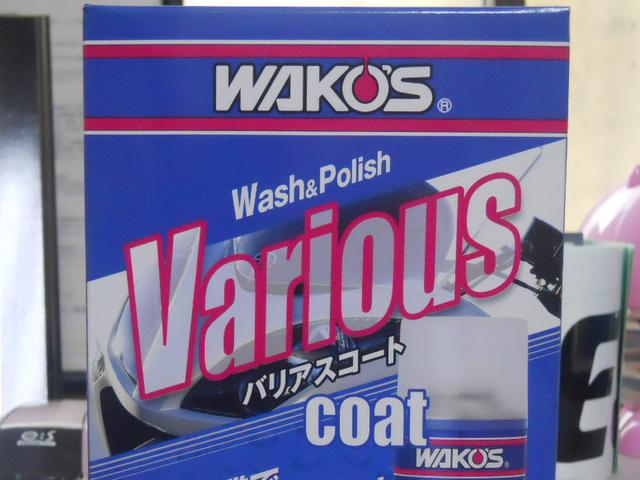 WAKO'S®
Wash&Polish
Various
バリアスコート
coat
WAKO'S®